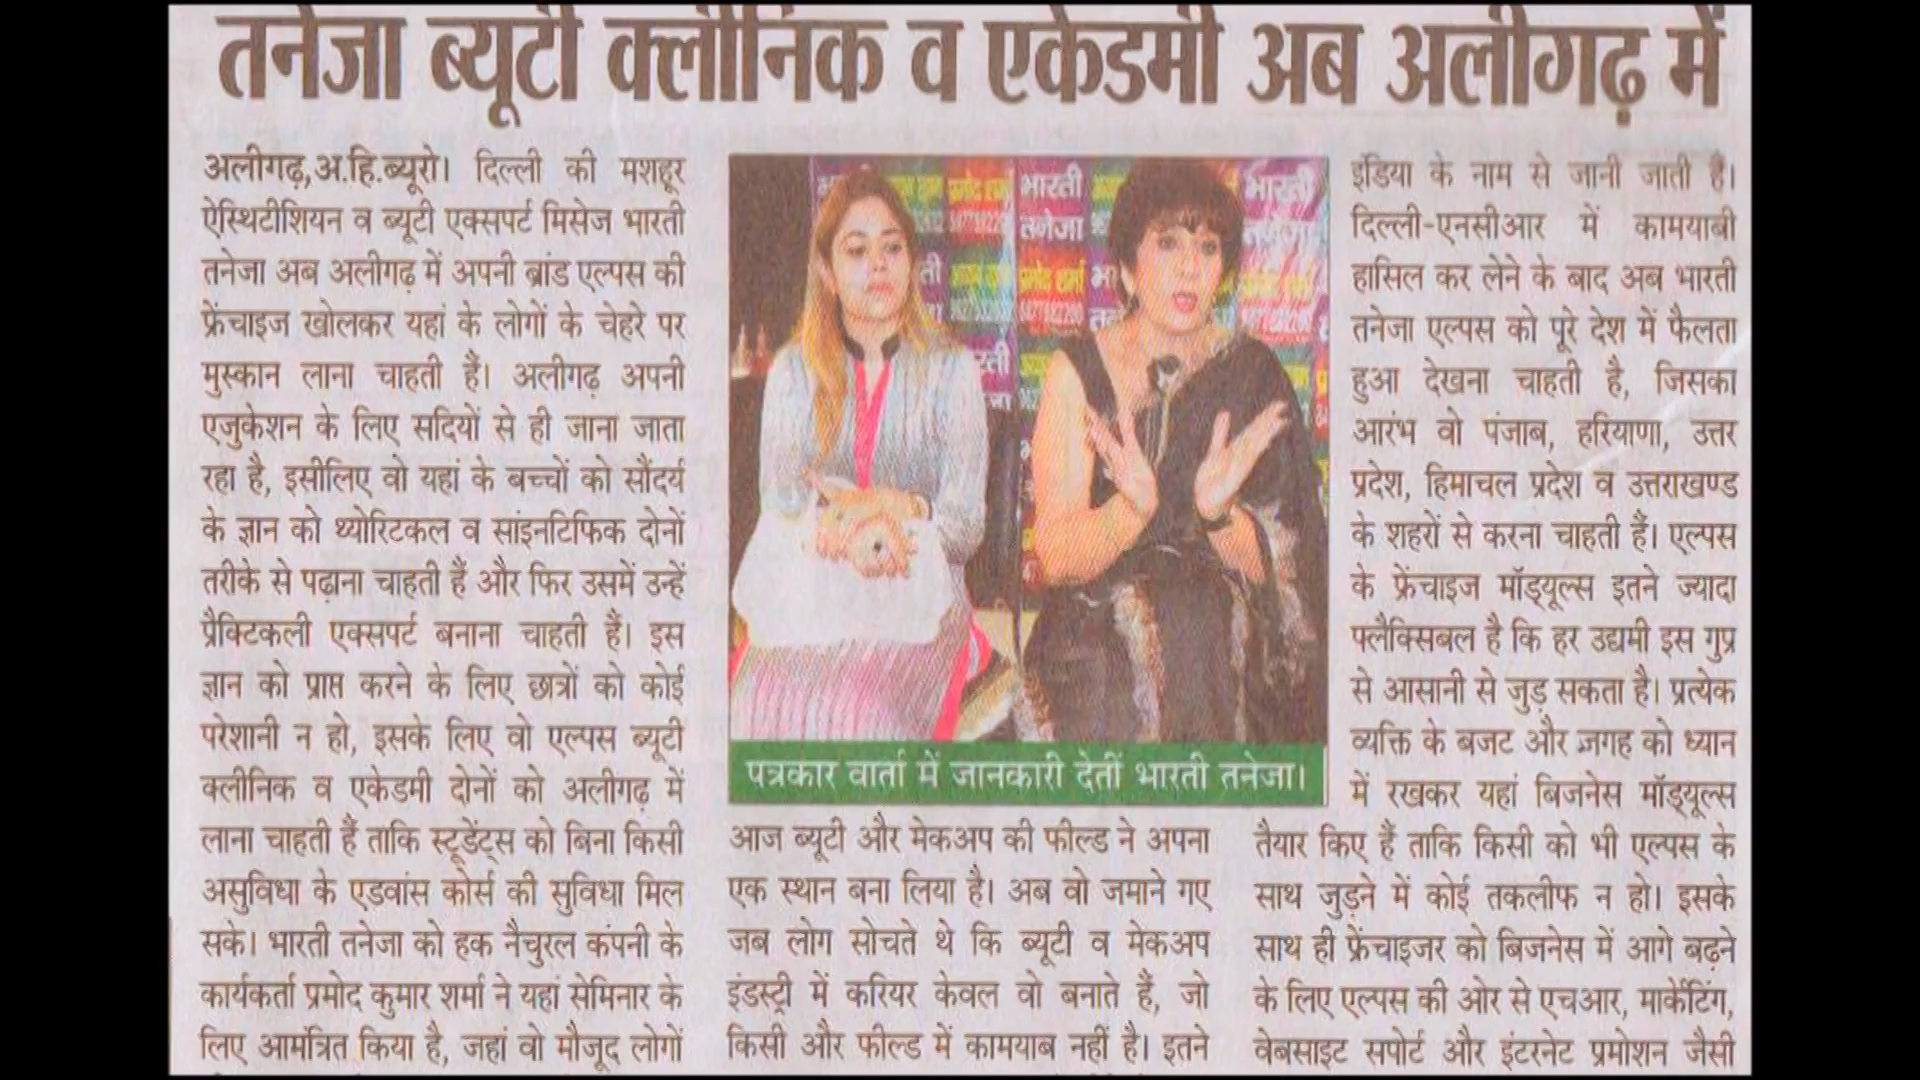 तनेजा ब्यूटी क्लीनिक व एकेडमी अब अलीगढ़ में
अलीगढ़,अ.हि.ब्यूरो। दिल्ली की मशहूर
ऐस्थिटीशियन व ब्यूटी एक्सपर्ट मिसेज भारती
तनेजा अब अलीगढ़ में अपनी ब्रांड एल्पस की
फ्रेंचाइज खोलकर यहां के लोगों के चेहरे पर
मुस्कान लाना चाहती हैं। अलीगढ़ अपनी
एजुकेशन के लिए सदियों से ही जाना जाता
रहा है, इसीलिए वो यहां के बच्चों को सौंदर्य
के ज्ञान को थ्योरिटकल व सांइनटिफिक दोनों
तरीके से पढ़ाना चाहती हैं और फिर उसमें उन्हें
प्रैक्टिकली एक्सपर्ट बनाना चाहती हैं। इस
ज्ञान को प्राप्त करने के लिए छात्रों को कोई
परेशानी न हो, इसके लिए वो एल्पस ब्यूटी
क्लीनिक व एकेडमी दोनों को अलीगढ़ में
लाना चाहती हैं ताकि स्टूडेंट्स को बिना किसी
असुविधा के एडवांस कोर्स की सुविधा मिल
सके। भारती तनेजा को हक नैचुरल कंपनी के
कार्यकर्ता प्रमोद कुमार शर्मा ने यहां सेमिनार के
लिए आमंत्रित किया है, जहां वो मौजूद लोगों
भारती
तनेजा
पत्रकार वार्ता में जानकारी देतीं भारती तनेजा।
आज ब्यूटी और मेकअप की फील्ड ने अपना
एक स्थान बना लिया है। अब वो जमाने गए
जब लोग सोचते थे कि ब्यूटी व मेकअप
इंडस्ट्री में करियर केवल वो बनाते हैं, जो
किसी और फील्ड में कामयाब नहीं है। इतने
इंडिया के नाम से जानी जाती हैं।
दिल्ली-एनसीआर में कामयाबी
हासिल कर लेने के बाद अब भारती
तनेजा एल्पस को पूरे देश में फैलता
हुआ देखना चाहती है, जिसका
आरंभ वो पंजाब, हरियाणा, उत्तर
प्रदेश, हिमाचल प्रदेश व उत्तराखण्ड
के शहरों से करना चाहती हैं। एल्पस
के फ्रेंचाइज मॉड्यूल्स इतने ज्यादा
फ्लैक्सिबल है कि हर उद्यमी इस गुप्र
से आसानी से जुड़ सकता है। प्रत्येक
व्यक्ति के बजट और जगह को ध्यान
में रखकर यहां बिजनेस मॉड्यूल्स
तैयार किए हैं ताकि किसी को भी एल्पस के
साथ जुड़ने में कोई तकलीफ न हो। इसके
साथ ही फ्रेंचाइजर को बिजनेस में आगे बढ़ने
के लिए एल्पस की ओर से एचआर, मार्केटिंग,
वेबसाइट सपोर्ट और इंटरनेट प्रमोशन जैसी